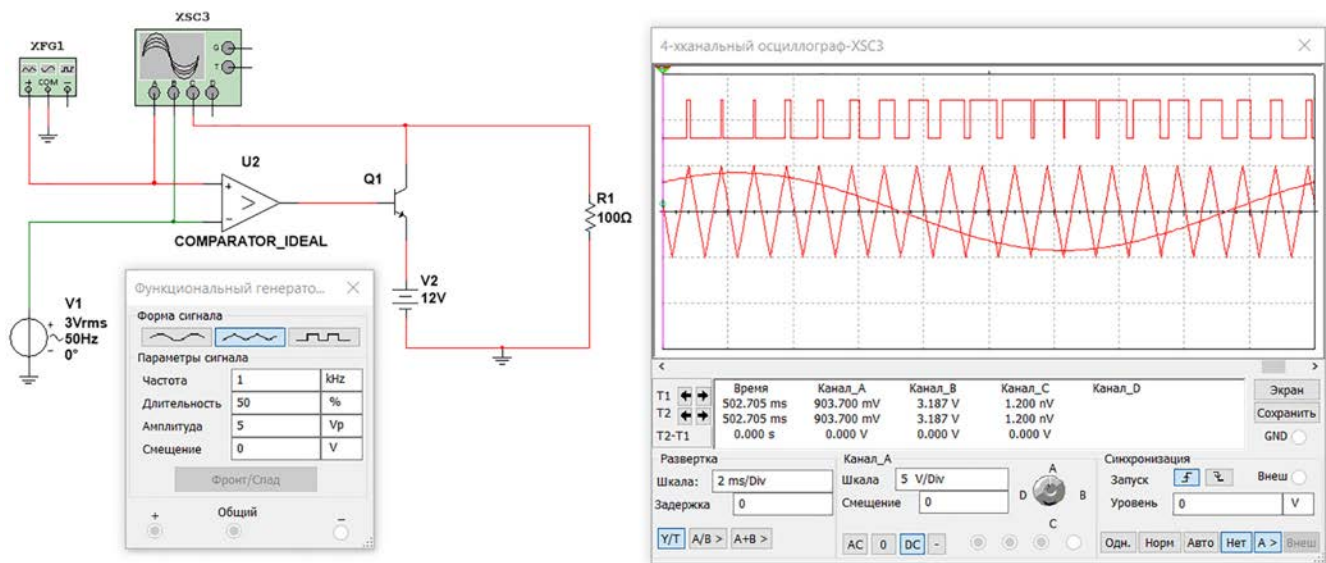 XSC3
XFG1
COM
G
T
A B C D
U2
COMPARATOR_IDEAL
Q1
R1
100Ω
V2
12V
V1
3Vrms
50Hz
0°
Функциональный генерато...
Форма сигнала
Параметры сигнала
Частота 1 kHz
Длительность 50 %
Амплитуда 5 Vp
Смещение 0 V
Фронт/Спад
+ Общий −
4-хканальный осциллограф-XSC3
Время Канал_A Канал_B Канал_C Канал_D
T1 502.705 ms 903.700 mV 3.187 V 1.200 nV
T2 502.705 ms 903.700 mV 3.187 V 1.200 nV
T2-T1 0.000 s 0.000 V 0.000 V 0.000 V
Экран
Сохранить
GND
Развертка
Шкала: 2 ms/Div
Задержка 0
Y/T A/B > A+B >
Канал_A
Шкала 5 V/Div
Смещение 0
AC 0 DC -
A
D B
C
Синхронизация
Запуск Внеш
Уровень 0 V
Одн. Норм Авто Нет A > Внеш